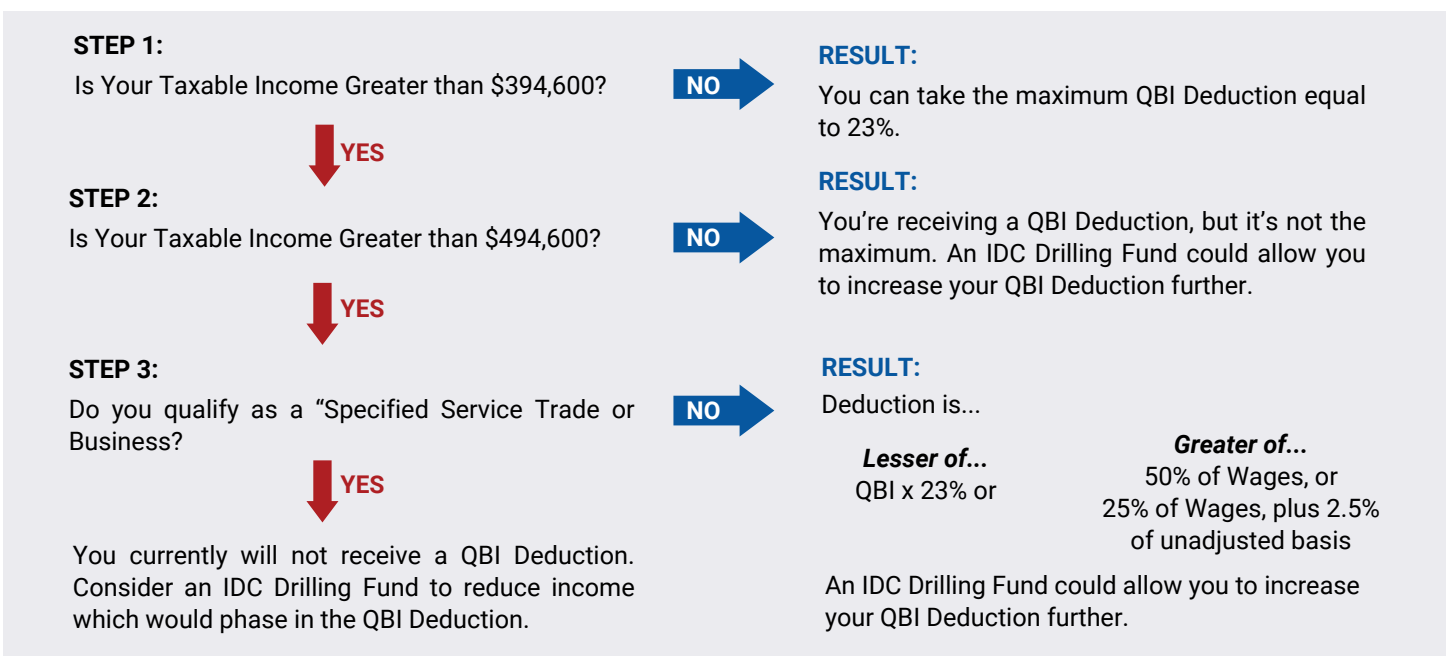 STEP 1:
Is Your Taxable Income Greater than $394,600?
NO
RESULT:
You can take the maximum QBI Deduction equal
to 23%.
YES
STEP 2:
Is Your Taxable Income Greater than $494,600?
NO
RESULT:
You’re receiving a QBI Deduction, but it’s not the
maximum. An IDC Drilling Fund could allow you
to increase your QBI Deduction further.
YES
STEP 3:
Do you qualify as a “Specified Service Trade or
Business?
NO
RESULT:
Deduction is...
Lesser of...
QBI x 23% or
Greater of...
50% of Wages, or
25% of Wages, plus 2.5%
of unadjusted basis
An IDC Drilling Fund could allow you to increase
your QBI Deduction further.
YES
You currently will not receive a QBI Deduction.
Consider an IDC Drilling Fund to reduce income
which would phase in the QBI Deduction.